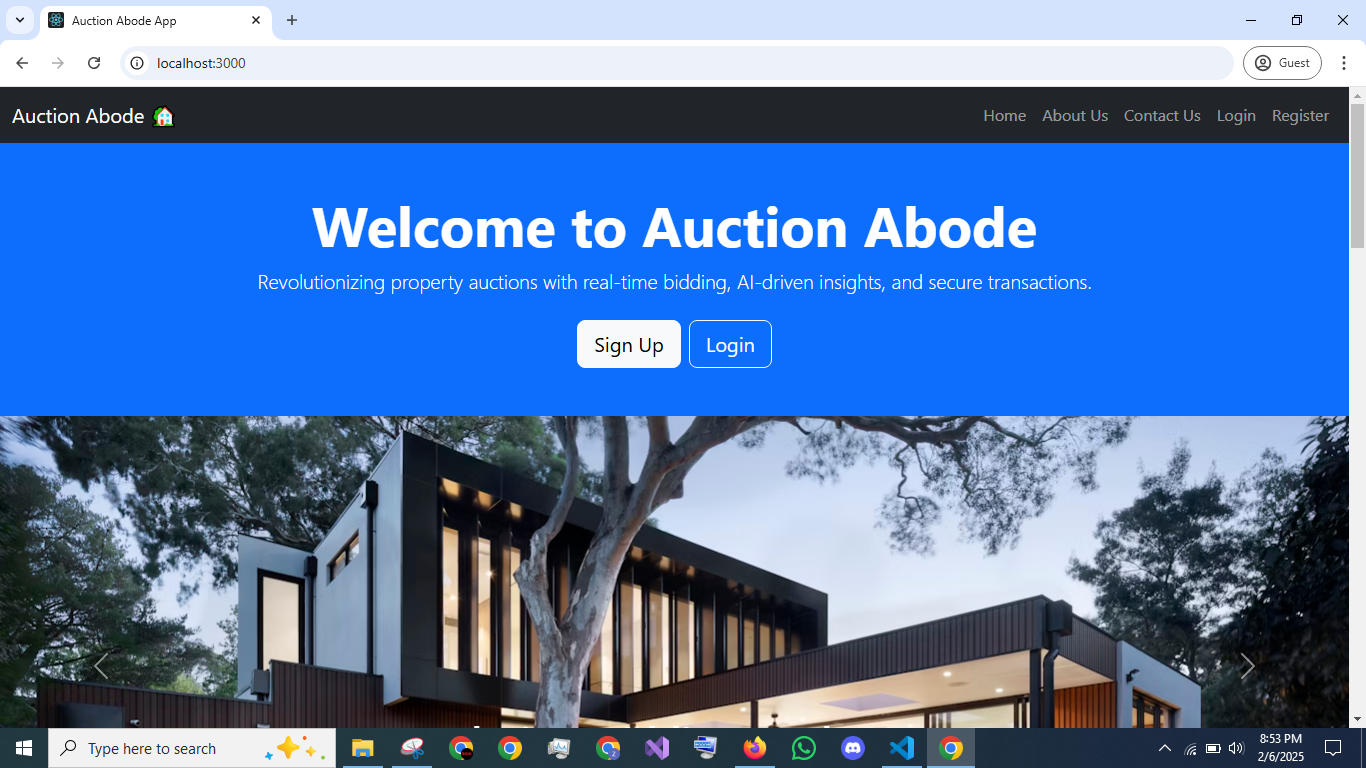 Auction Abode App
localhost:3000
Guest
Auction Abode
Home About Us Contact Us Login Register
Welcome to Auction Abode
Revolutionizing property auctions with real-time bidding, AI-driven insights, and secure transactions.
Sign Up Login
Type here to search
8:53 PM
2/6/2025